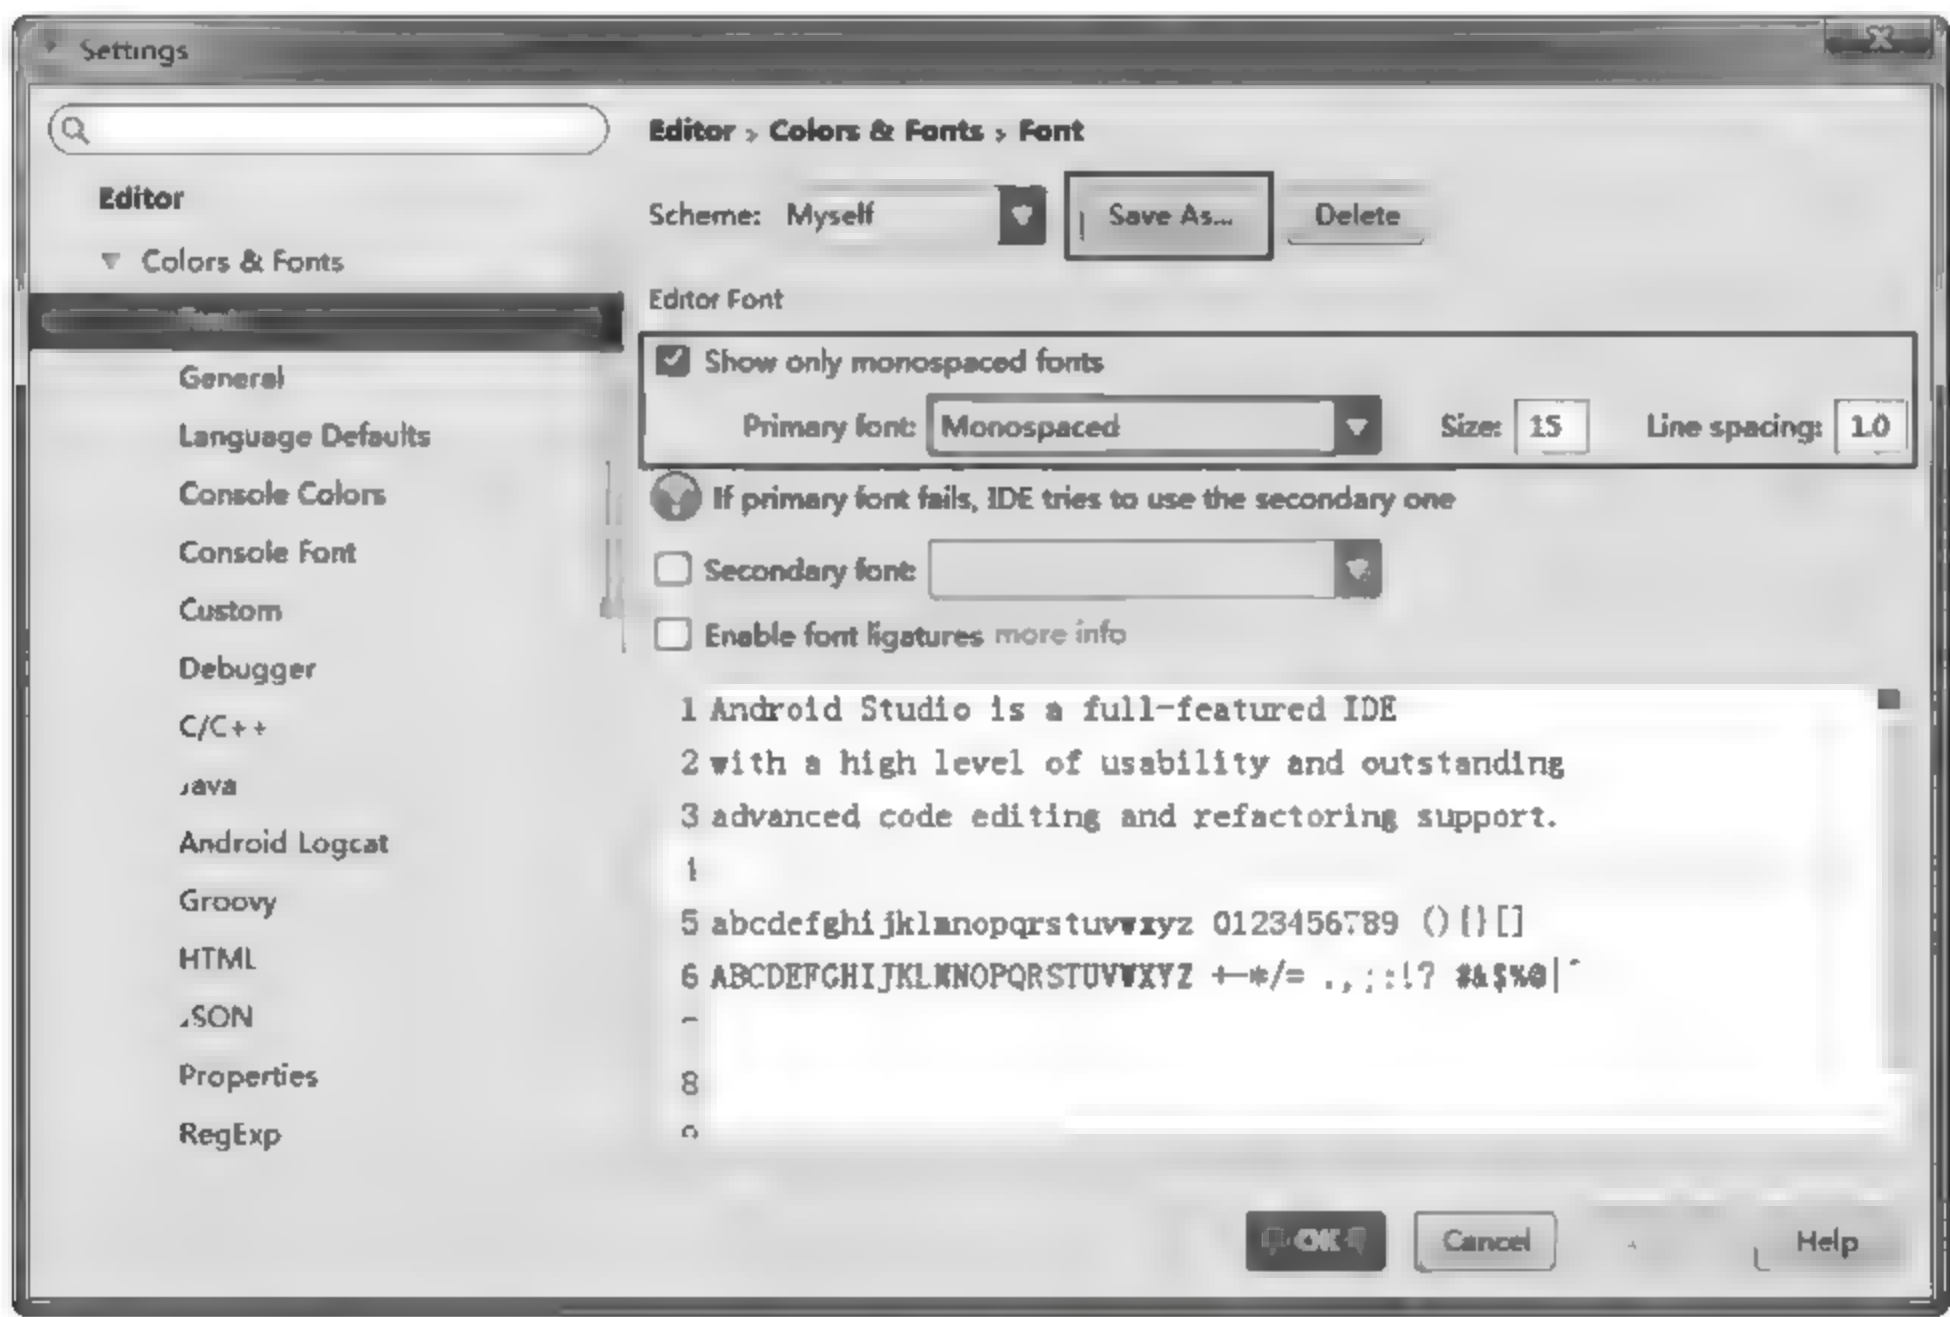 Settings
Editor > Colors & Fonts > Font
Editor
Scheme: Myself Save As... Delete
Colors & Fonts
Editor Font
Font
Show only monospaced fonts
General
Primary font: Monospaced Size: 15 Line spacing: 1.0
Language Defaults
Console Colors
If primary font fails, IDE tries to use the secondary one
Console Font
Secondary font:
Custom
Enable font ligatures more info
Debugger
1 Android Studio is a full-featured IDE
C/C++
2 with a high level of usability and outstanding
Java
3 advanced code editing and refactoring support.
Android Logcat
4
Groovy
5 abcdefghijklmnopqrstuvwxyz 0123456789 (){}[]
HTML
6 ABCDEFGHIJKLMNOPQRSTUVWXYZ +-*/= .,;:!? #&$%@|^
JSON
Properties
8
RegExp
OK Cancel Help